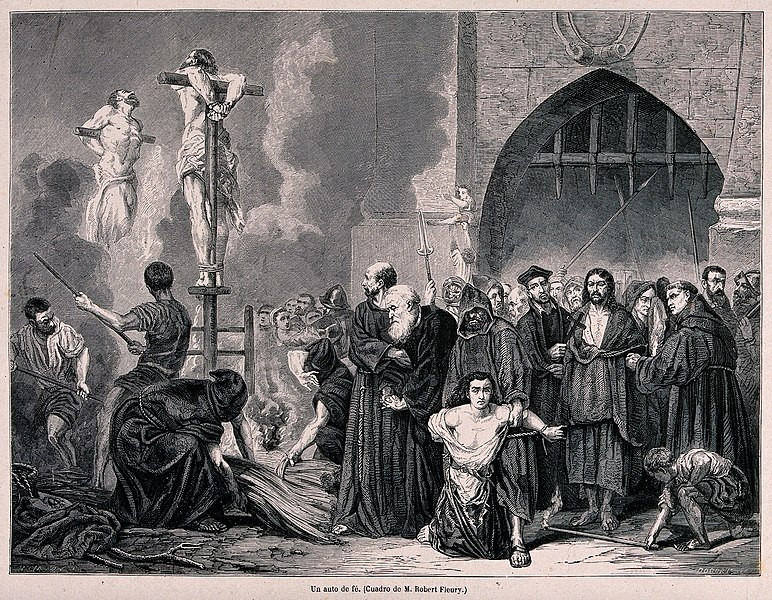 Un auto de fé. (Cuadro de M. Robert Fleury.)